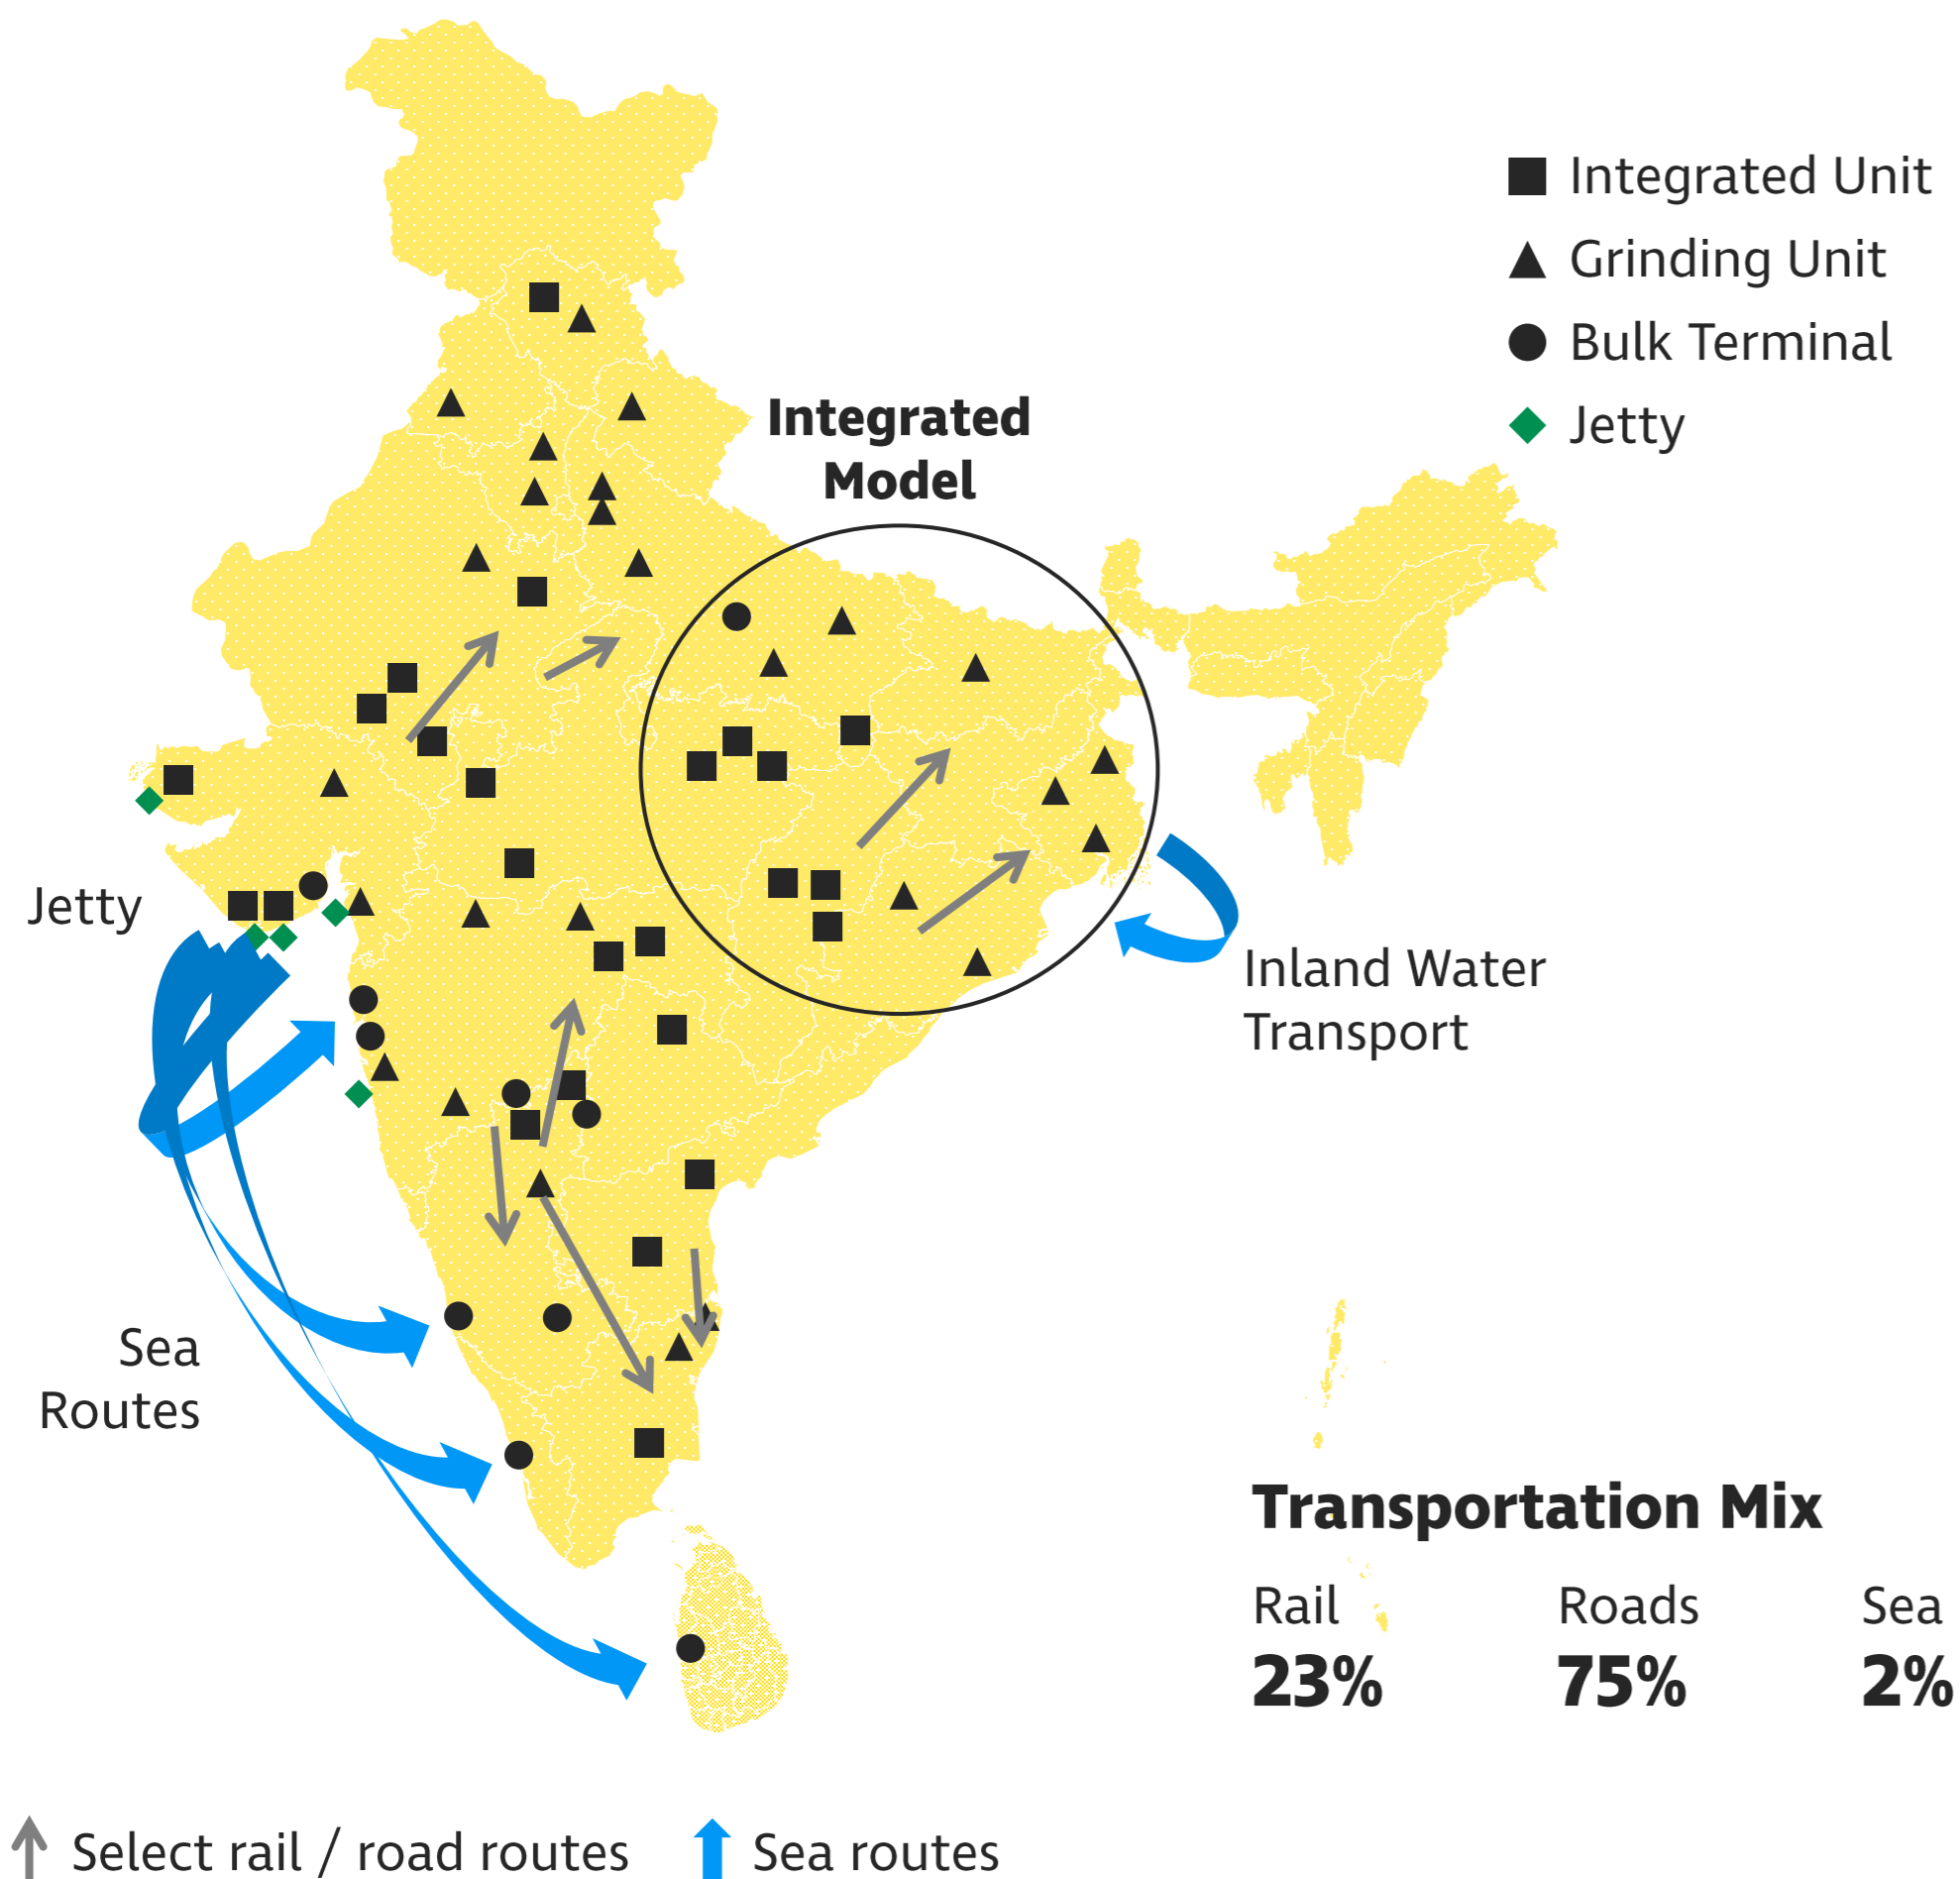 Integrated Unit
Grinding Unit
Bulk Terminal
Jetty
Integrated
Model
Jetty
Inland Water
Transport
Sea
Routes
Transportation Mix
Rail Roads Sea
23% 75% 2%
Select rail / road routes Sea routes